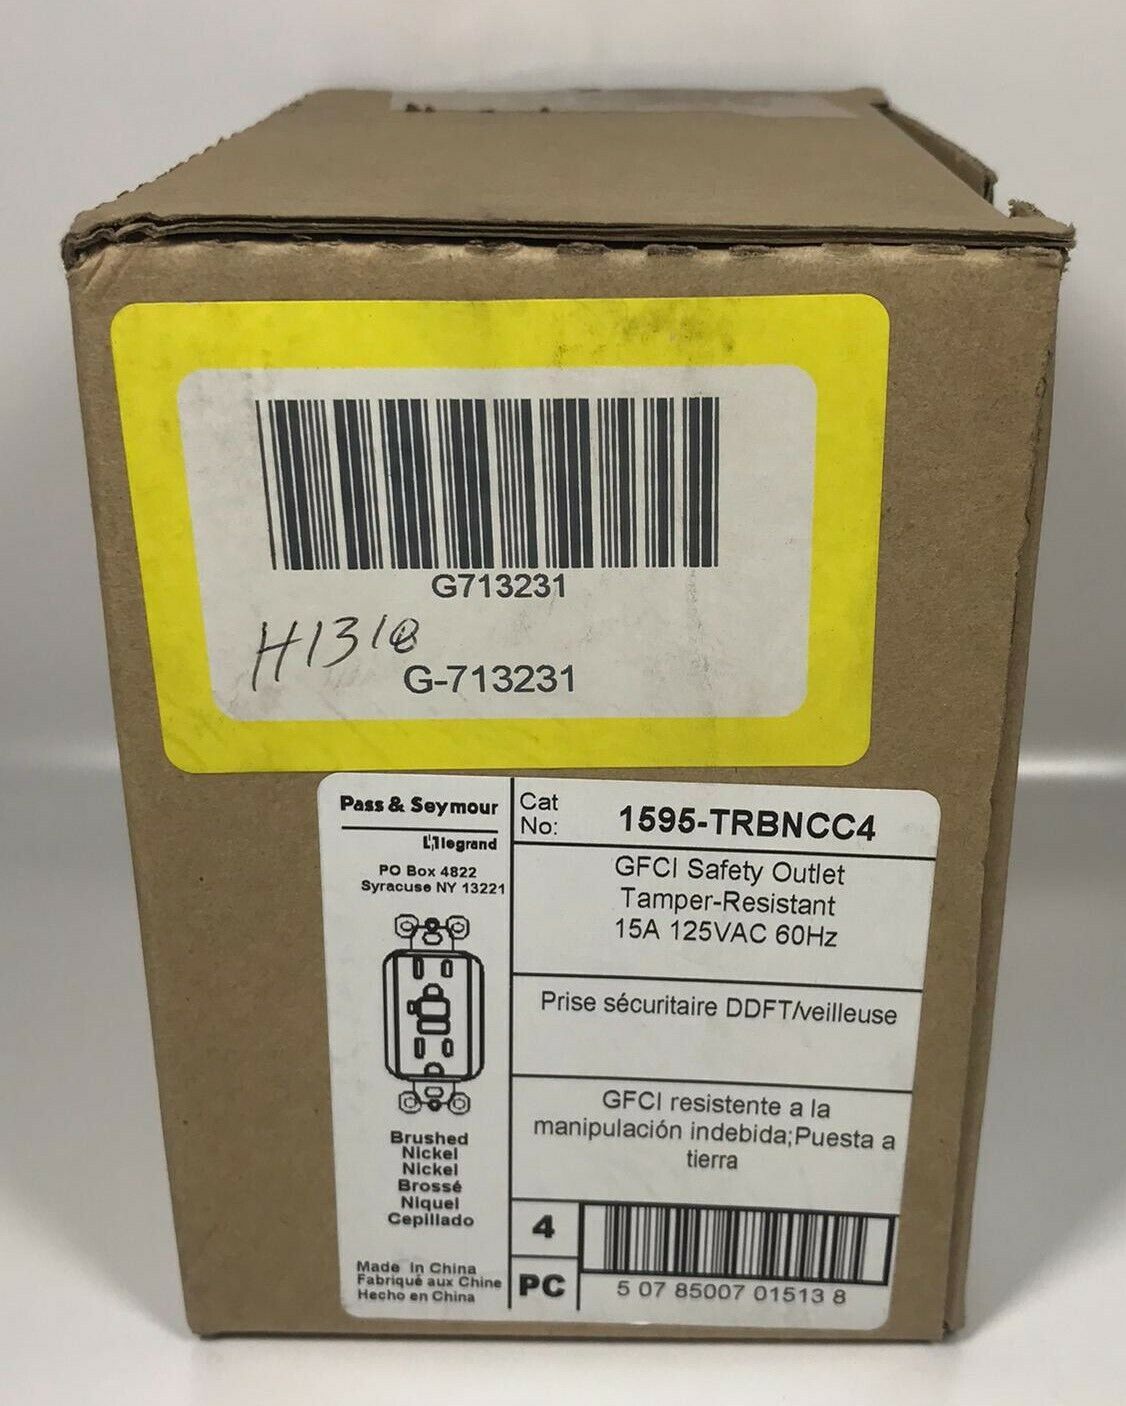 G713231
H1318
G-713231
Pass & Seymour
legrand
PO Box 4822
Syracuse NY 13221
Cat
No:
1595-TRBNCC4
GFCI Safety Outlet
Tamper-Resistant
15A 125VAC 60Hz
Prise sécuritaire DDFT/veilleuse
GFCI resistente a la
manipulación indebida;Puesta a
tierra
Brushed
Nickel
Nickel
Brossé
Niquel
Cepillado
Made in China
Fabriqué aux Chine
Hecho en China
4
PC
5 07 85007 01513 8